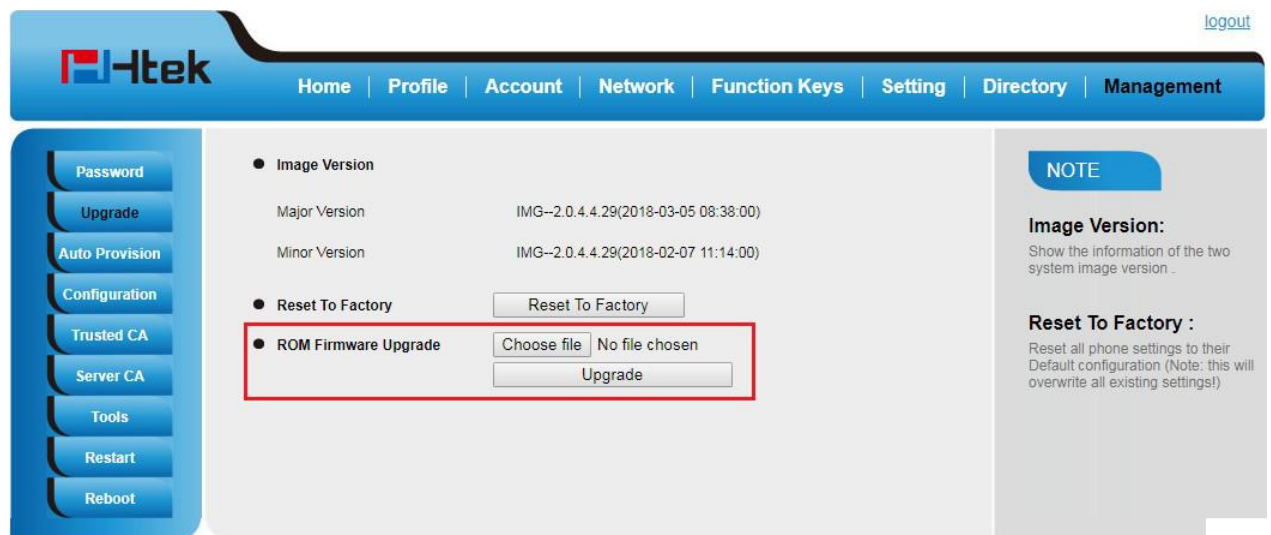 logout
Htek
Home | Profile | Account | Network | Function Keys | Setting | Directory | Management
Password
Upgrade
Auto Provision
Configuration
Trusted CA
Server CA
Tools
Restart
Reboot
Image Version
Major Version IMG--2.0.4.4.29(2018-03-05 08:38:00)
Minor Version IMG--2.0.4.4.29(2018-02-07 11:14:00)
Reset To Factory Reset To Factory
ROM Firmware Upgrade Choose file No file chosen
Upgrade
NOTE
Image Version:
Show the information of the two
system image version .
Reset To Factory :
Reset all phone settings to their
Default configuration (Note: this will
overwrite all existing settings!)